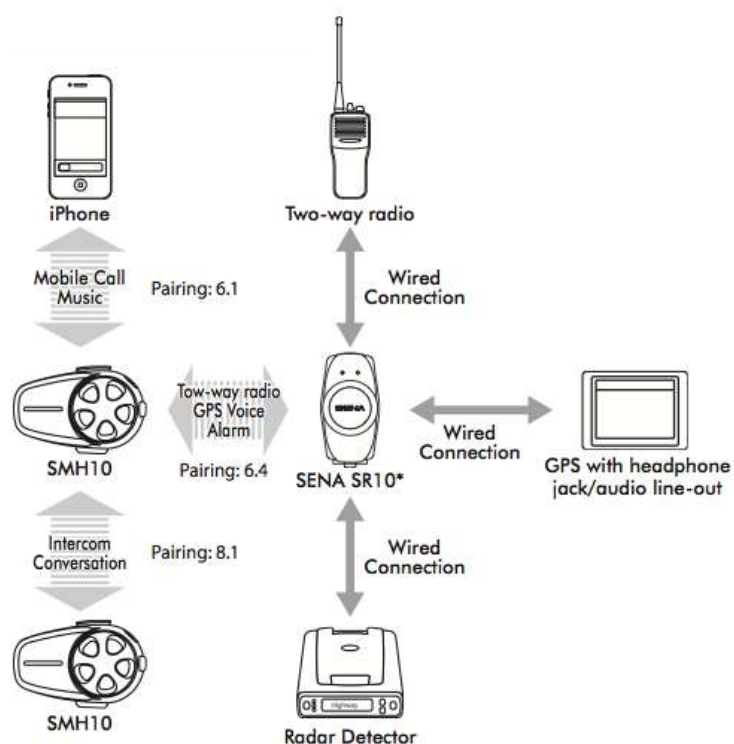 iPhone
Two-way radio
Mobile Call
Music
Pairing: 6.1
Wired
Connection
SMH10
Tow-way radio
GPS Voice
Alarm
Pairing: 6.4
SENA
SENA SR10*
Wired
Connection
GPS with headphone
jack/audio line-out
Intercom
Conversation
Pairing: 8.1
Wired
Connection
SMH10
Highway
Radar Detector